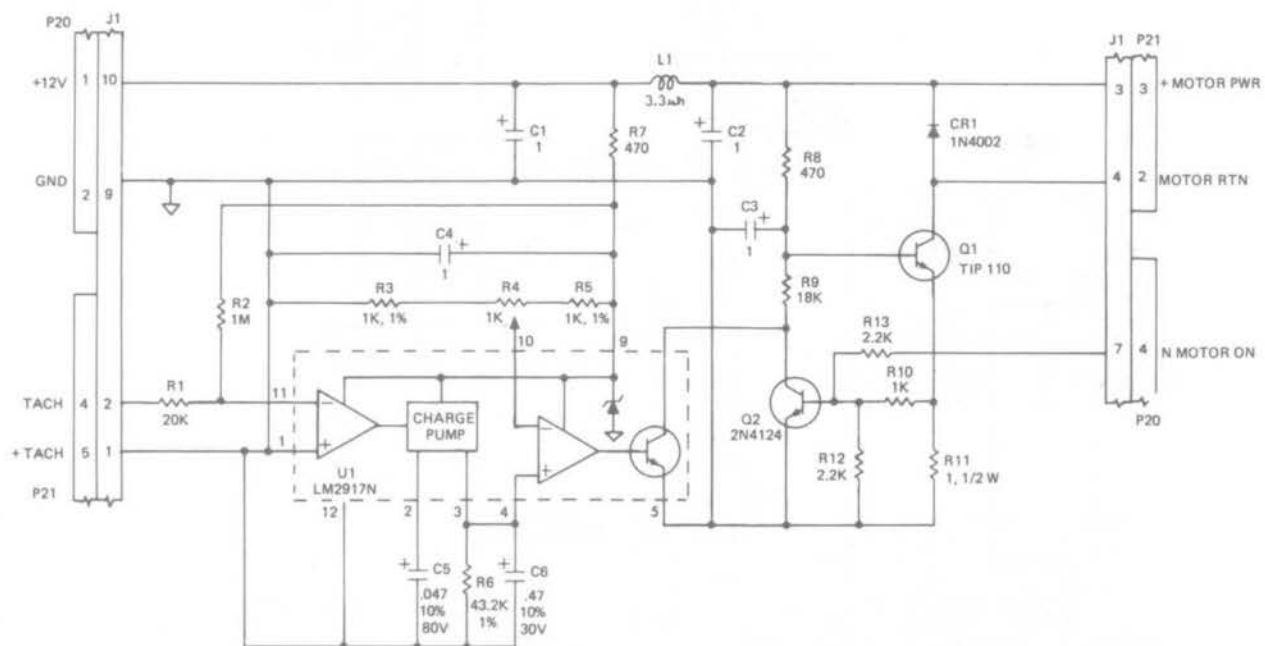 P20 J1
+12V 1 10
GND 2 9
TACH 4 2
+ TACH 5 1
P21
L1
3.3μh
C1
1
R7
470
C2
1
R8
470
CR1
1N4002
C3
1
C4
1
R2
1M
R3
1K, 1%
R4
1K
R5
1K, 1%
R9
18K
Q1
TIP 110
R13
2.2K
R10
1K
Q2
2N4124
R12
2.2K
R11
1, 1/2 W
R1
20K
11
1
10
9
CHARGE
PUMP
U1
LM2917N
12
2
3
4
5
C5
.047
10%
80V
R6
43.2K
1%
C6
.47
10%
30V
J1 P21
3 3 + MOTOR PWR
4 2 MOTOR RTN
7 4 N MOTOR ON
P20